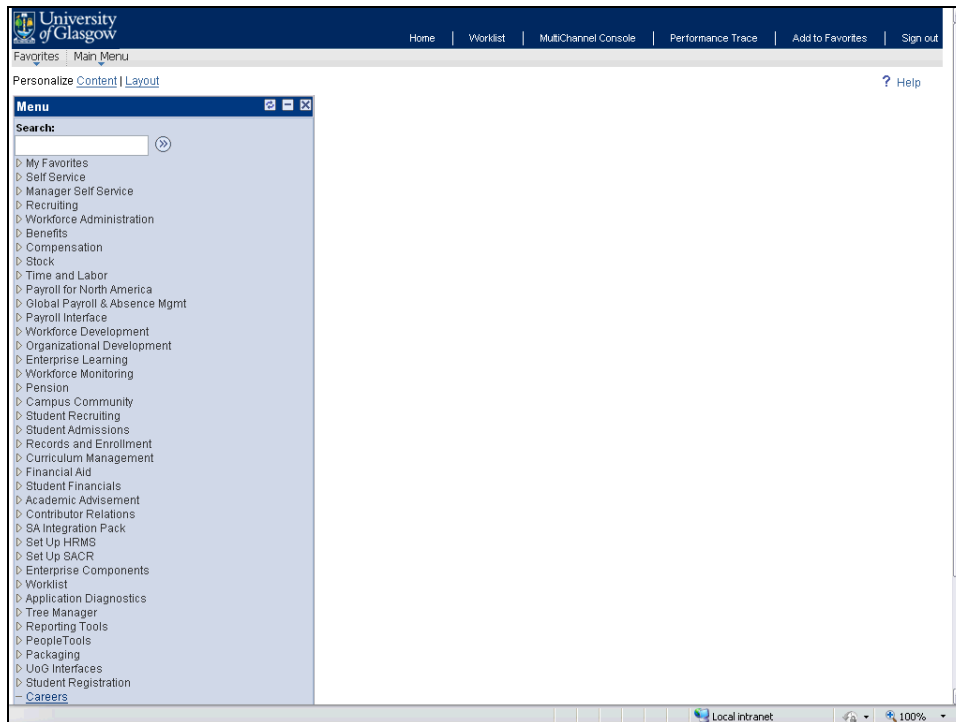 University
of Glasgow
Home | Worklist | MultiChannel Console | Performance Trace | Add to Favorites | Sign out
Favorites Main Menu
Personalize Content | Layout
? Help
Menu
Search:
My Favorites
Self Service
Manager Self Service
Recruiting
Workforce Administration
Benefits
Compensation
Stock
Time and Labor
Payroll for North America
Global Payroll & Absence Mgmt
Payroll Interface
Workforce Development
Organizational Development
Enterprise Learning
Workforce Monitoring
Pension
Campus Community
Student Recruiting
Student Admissions
Records and Enrollment
Curriculum Management
Financial Aid
Student Financials
Academic Advisement
Contributor Relations
SA Integration Pack
Set Up HRMS
Set Up SACR
Enterprise Components
Worklist
Application Diagnostics
Tree Manager
Reporting Tools
PeopleTools
Packaging
UoG Interfaces
Student Registration
Careers
Local intranet 100%